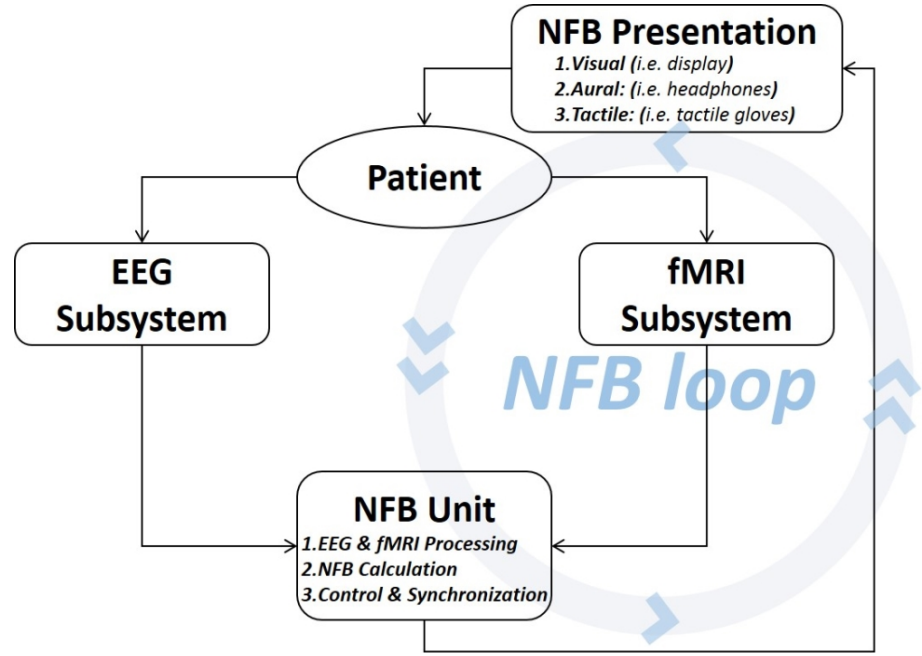 NFB Presentation
1.Visual (i.e. display)
2.Aural: (i.e. headphones)
3.Tactile: (i.e. tactile gloves)
Patient
EEG
Subsystem
fMRI
Subsystem
NFB loop
NFB Unit
1.EEG & fMRI Processing
2.NFB Calculation
3.Control & Synchronization